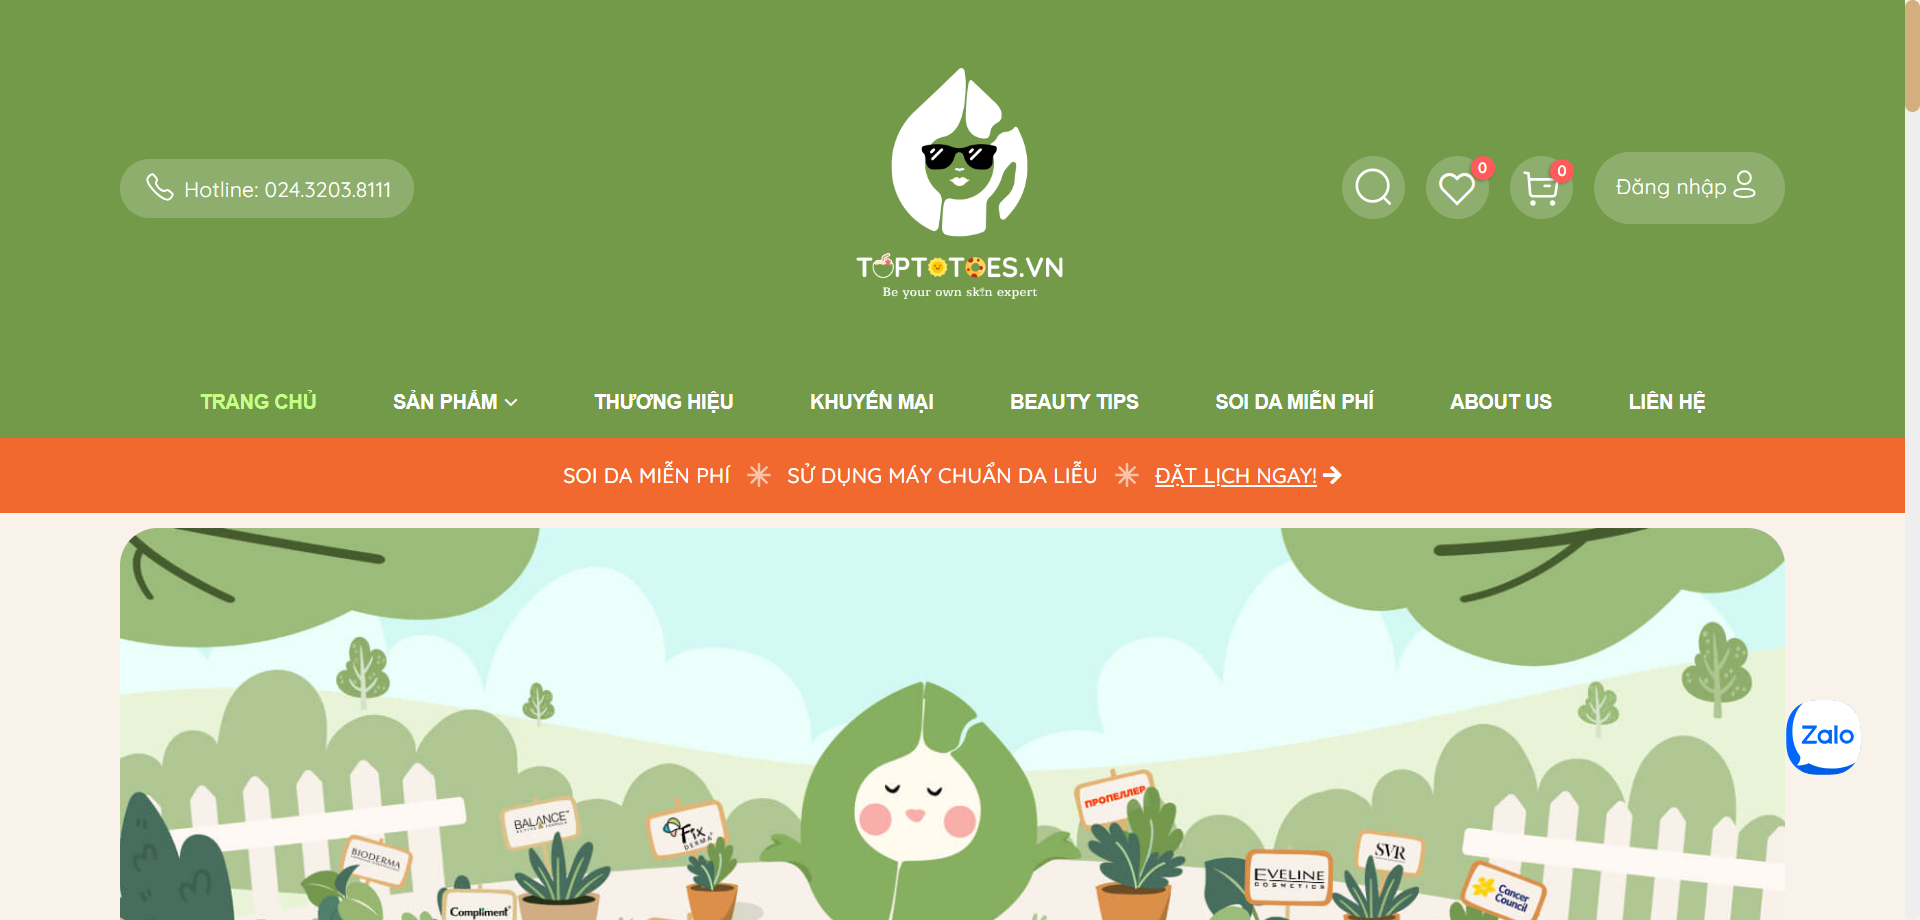 Hotline: 024.3203.8111
TOPTOTOES.VN
Be your own skin expert
0
0
Đăng nhập
TRANG CHỦ
SẢN PHẨM
THƯƠNG HIỆU
KHUYẾN MẠI
BEAUTY TIPS
SOI DA MIỄN PHÍ
ABOUT US
LIÊN HỆ
SOI DA MIỄN PHÍ
SỬ DỤNG MÁY CHUẨN DA LIỄU
ĐẶT LỊCH NGAY!
Zalo
BIODERMA
BALANCE
ACTIVE FORMULA
Fix
DERMA
Compliment
ПРОПЕЛЛЕР
EVELINE
COSMETICS
SVR
Cancer
Council